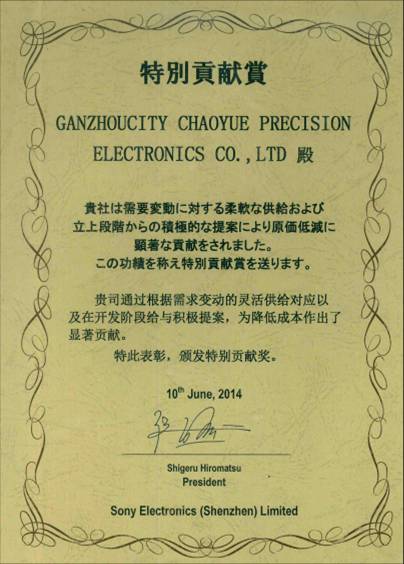 特別貢献賞
GANZHOUCITY CHAOYUE PRECISION
ELECTRONICS CO.,LTD 殿
貴社は需要変動に対する柔軟な供給および
立上段階からの積極的な提案により原価低減に
顕著な貢献をされました。
この功績を称え特別貢献賞を送ります。
贵司通过根据需求变动的灵活供给对应以
及在开发阶段给与积极提案，为降低成本作出了
显著贡献。
特此表彰，颁发特别贡献奖。
10th June, 2014
Shigeru Hiromatsu
President
Sony Electronics (Shenzhen) Limited